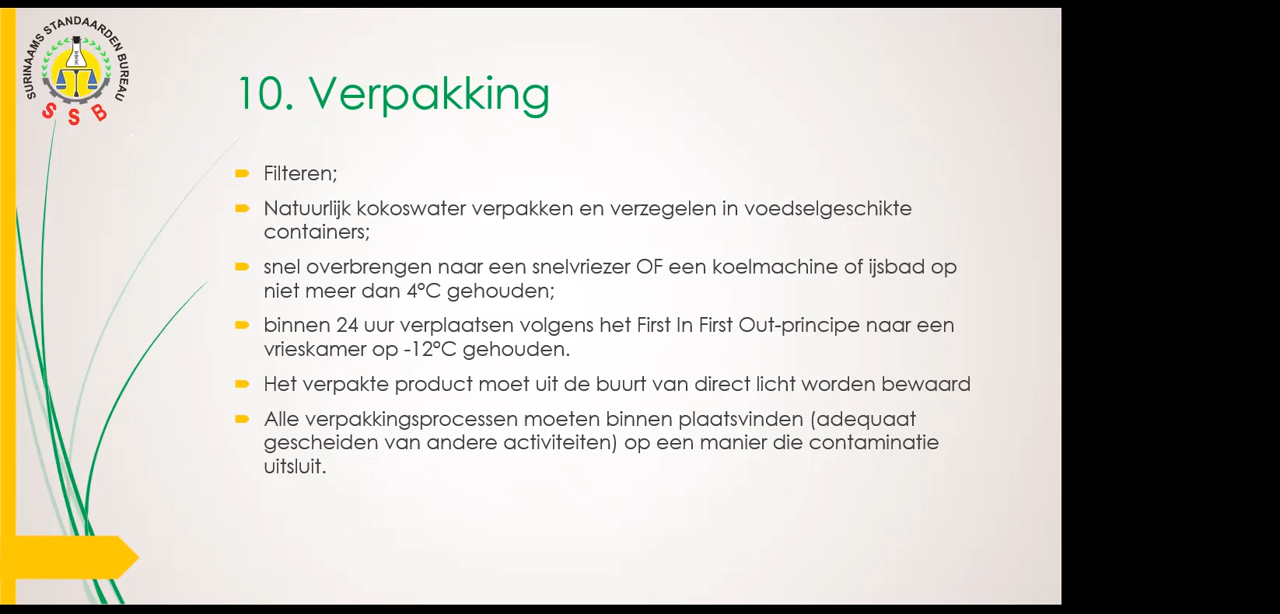 SURINAAMS STANDAARDEN BUREAU
SSB
10. Verpakking
Filteren;
Natuurlijk kokoswater verpakken en verzegelen in voedselgeschikte
containers;
snel overbrengen naar een snelvriezer OF een koelmachine of ijsbad op
niet meer dan 4°C gehouden;
binnen 24 uur verplaatsen volgens het First In First Out-principe naar een
vrieskamer op -12°C gehouden.
Het verpakte product moet uit de buurt van direct licht worden bewaard
Alle verpakkingsprocessen moeten binnen plaatsvinden (adequaat
gescheiden van andere activiteiten) op een manier die contaminatie
uitsluit.